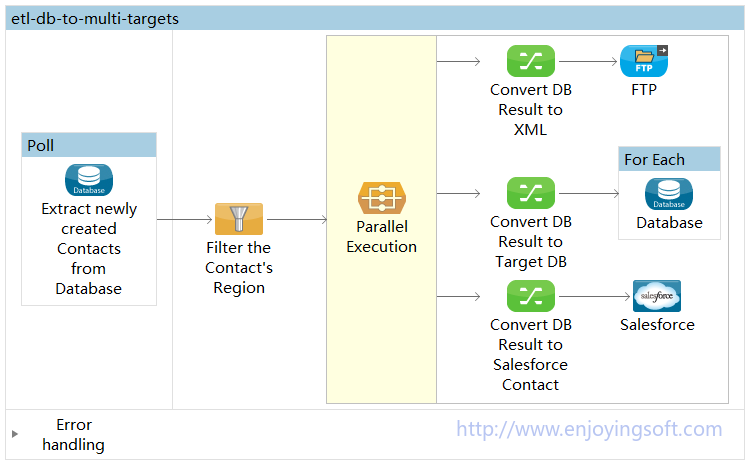 etl-db-to-multi-targets
Poll
Database
Extract newly
created
Contacts
from
Database
Filter the
Contact's
Region
Parallel
Execution
Convert DB
Result to
XML
FTP
FTP
Convert DB
Result to
Target DB
For Each
Database
Database
Convert DB
Result to
Salesforce
Contact
salesforce
Salesforce
Error
handling
http://www.enjoyingsoft.com